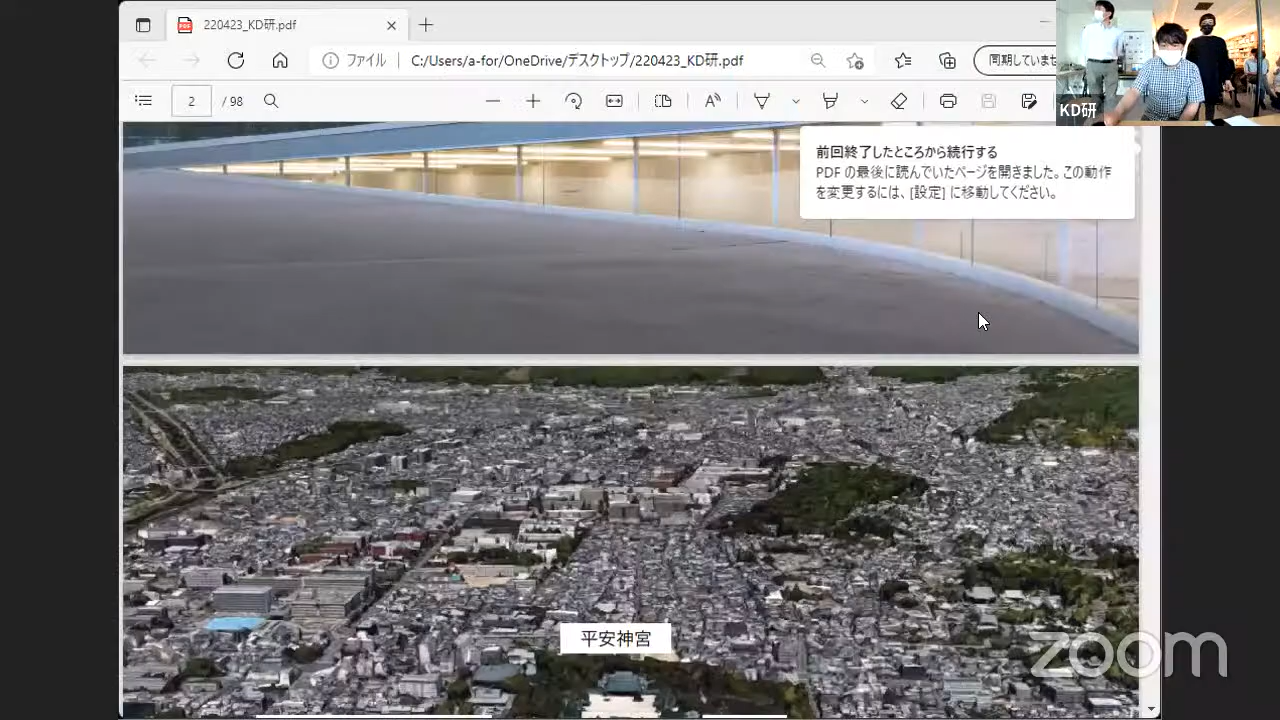 220423_KD研.pdf
ファイル
C:/Users/a-for/OneDrive/デスクトップ/220423_KD研.pdf
同期していませ
2 / 98
KD研
前回終了したところから続行する
PDF の最後に読んでいたページを開きました。この動作
を変更するには、[設定] に移動してください。
平安神宮
zoom